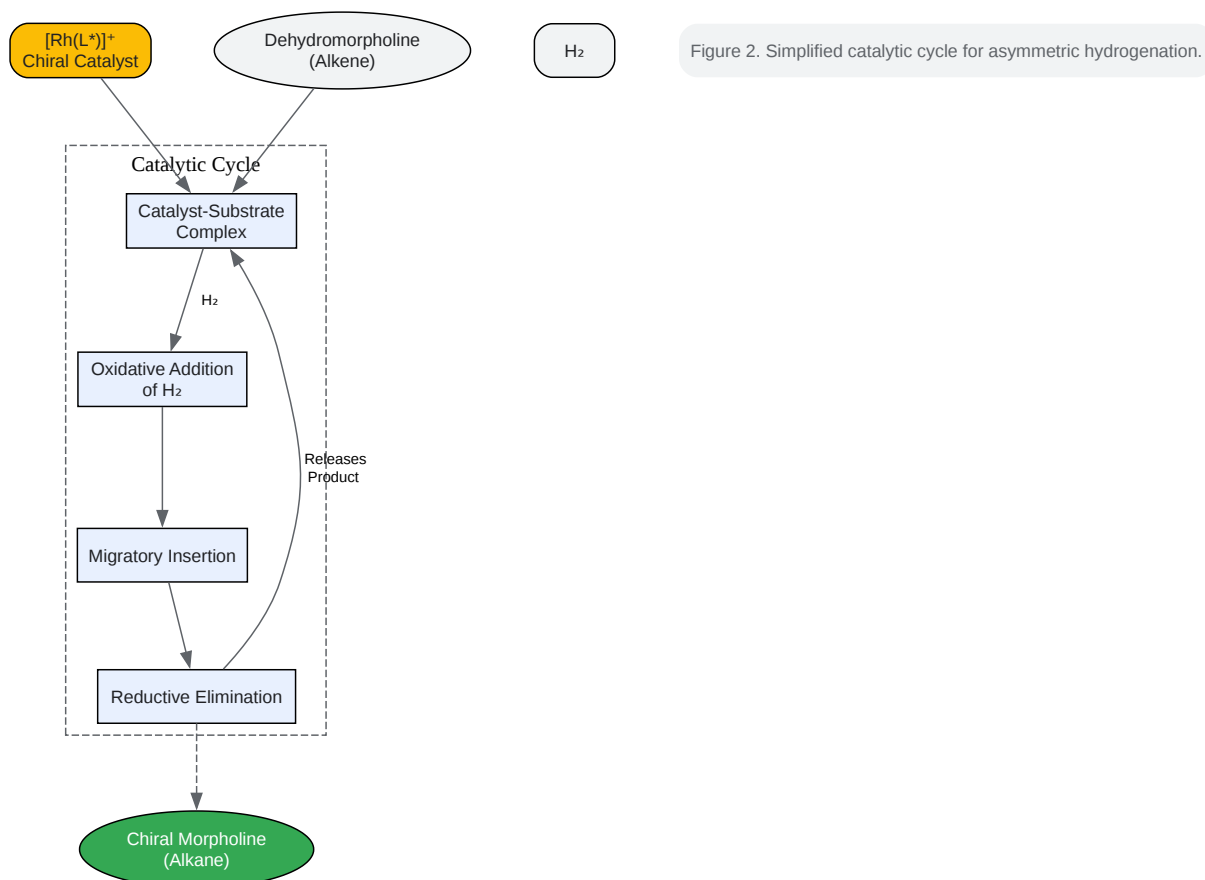 [Rh(L*)]⁺
Chiral Catalyst
Dehydromorpholine
(Alkene)
H₂
Figure 2. Simplified catalytic cycle for asymmetric hydrogenation.
Catalytic Cycle
Catalyst-Substrate
Complex
H₂
Oxidative Addition
of H₂
Releases
Product
Migratory Insertion
Reductive Elimination
Chiral Morpholine
(Alkane)